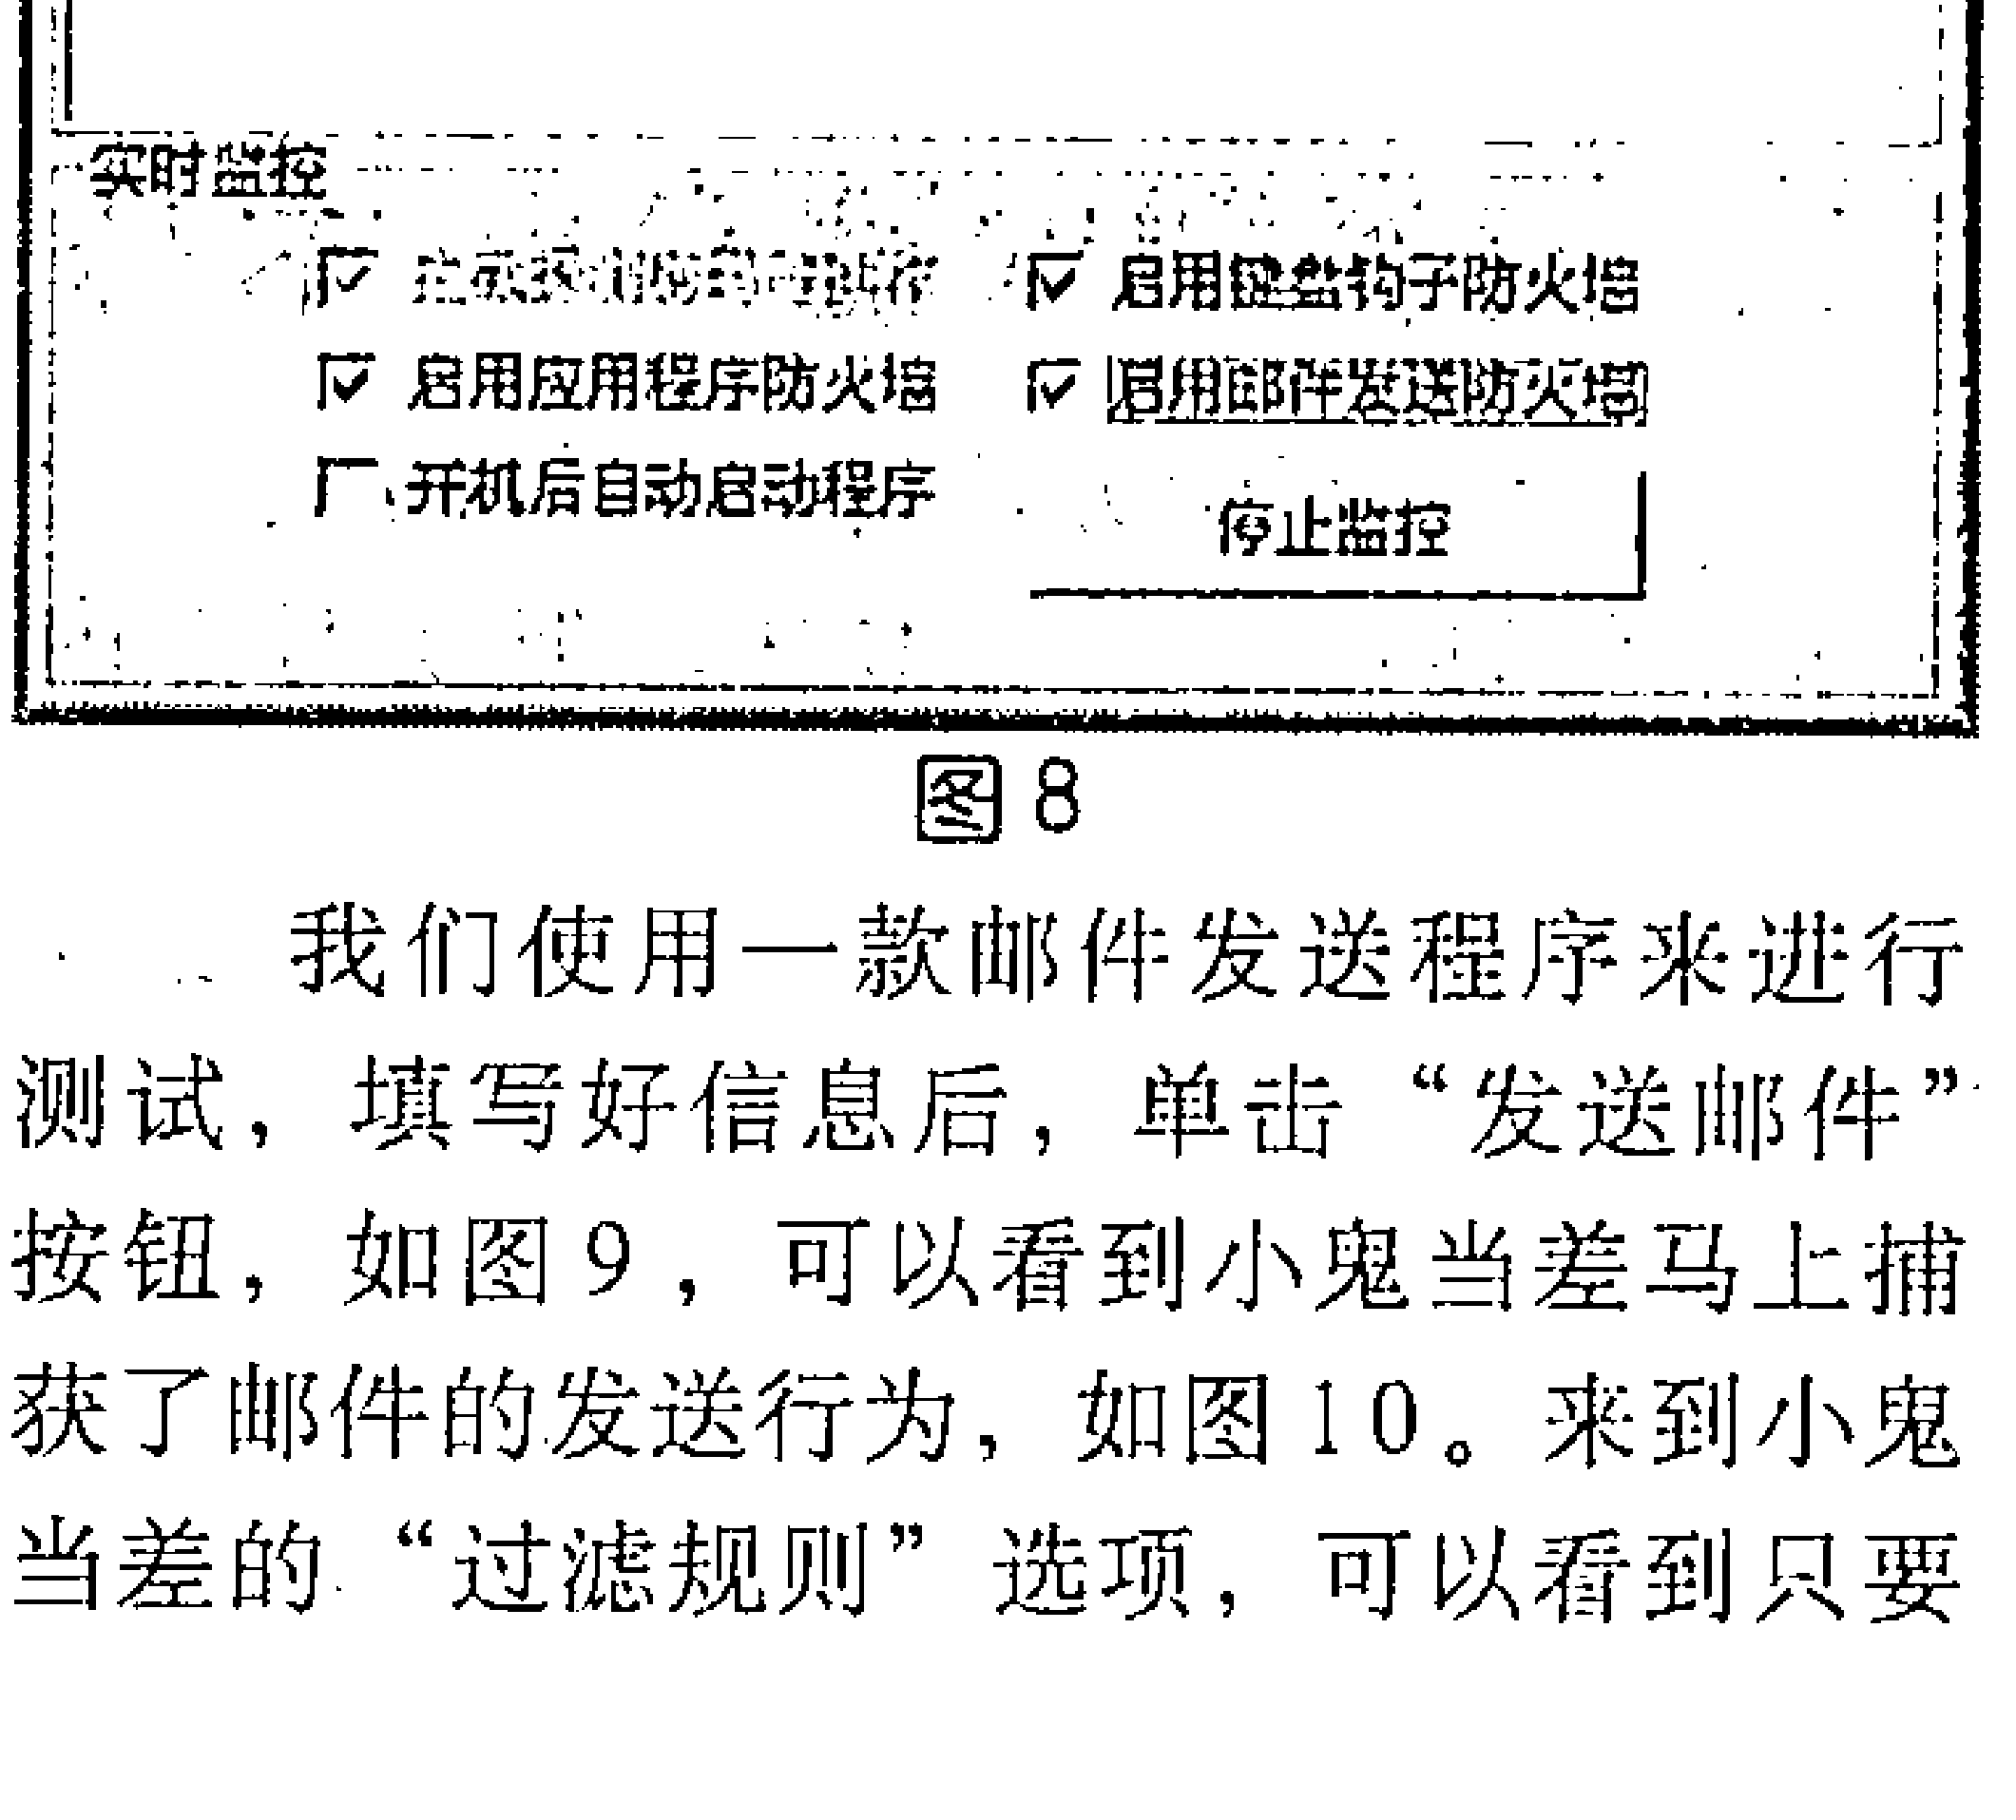 实时监控
启用键盘钩子防火墙
启用应用程序防火墙 启用邮件发送防火墙
开机后自动启动程序
停止监控
图 8
我们使用一款邮件发送程序来进行
测试，填写好信息后，单击“发送邮件”
按钮，如图 9，可以看到小鬼当差马上捕
获了邮件的发送行为，如图 10。来到小鬼
当差的“过滤规则”选项，可以看到只要